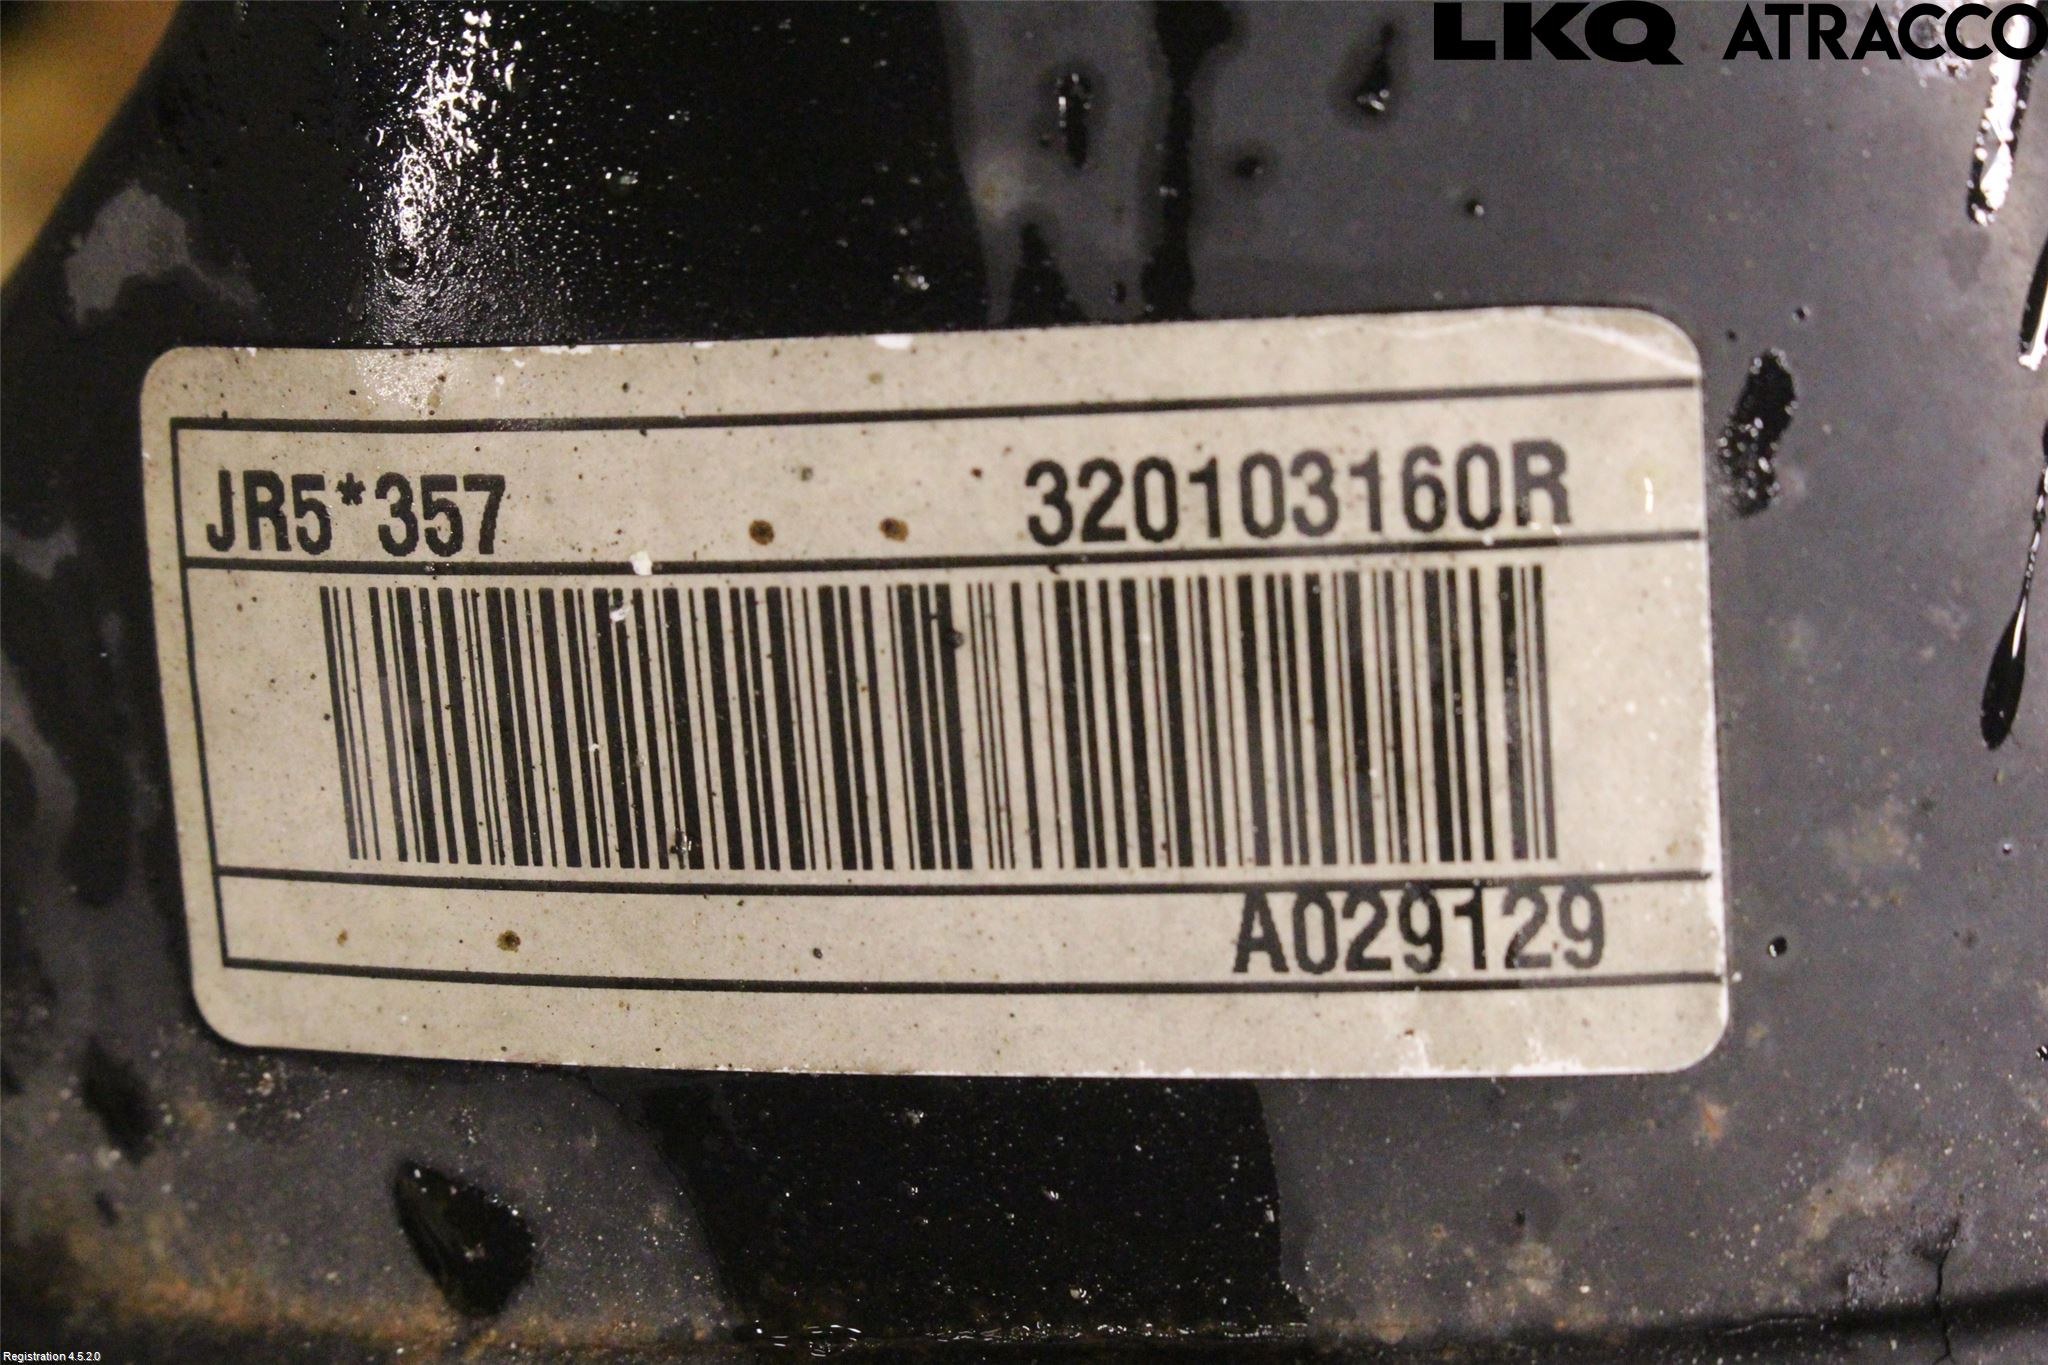 LKQ ATRACCO
JR5*357 320103160R
A029129
Registration 4.5.2.0